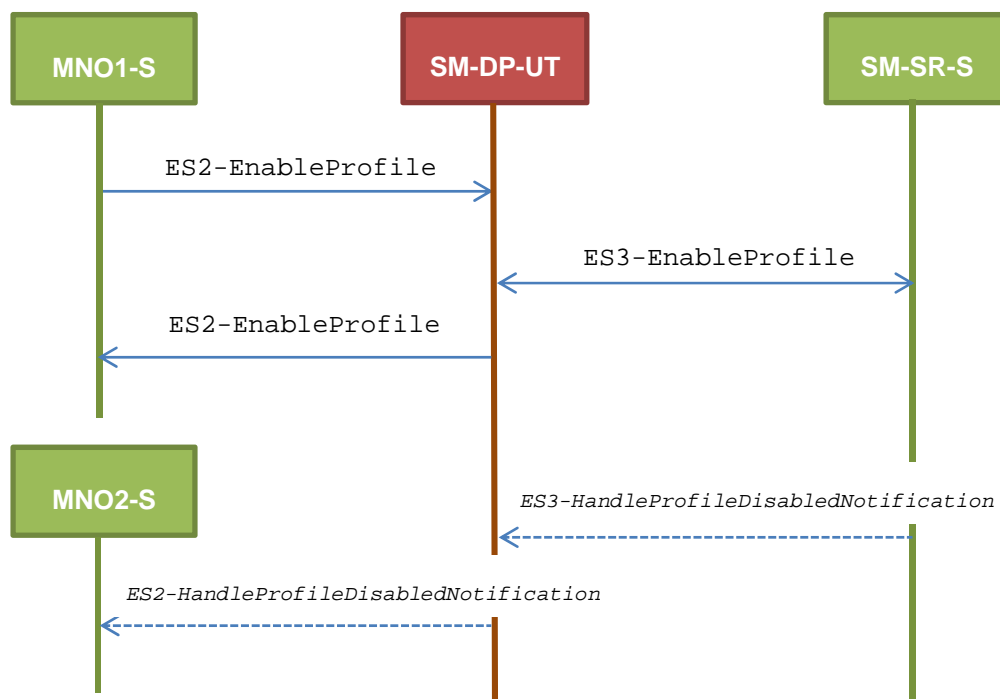 MNO1-S
SM-DP-UT
SM-SR-S
ES2-EnableProfile
ES3-EnableProfile
ES2-EnableProfile
MNO2-S
ES3-HandleProfileDisabledNotification
ES2-HandleProfileDisabledNotification